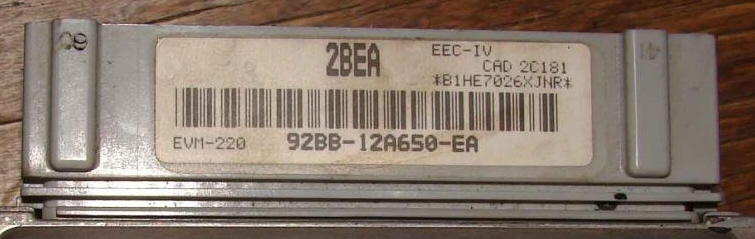 2BEA
EEC-IV
CAD 2C181
*B1HE7026XJNR*
EVM-220
92BB-12A650-EA